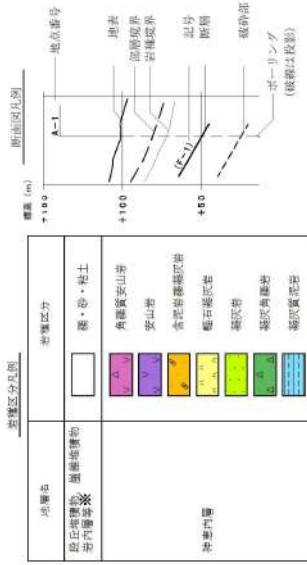 岩種区分凡例
地層名
岩種区分
段丘堆積物、崖錐堆積物
岩内層等※
礫・砂・粘土
神恵内層
角礫質安山岩
安山岩
含泥岩礫凝灰岩
軽石凝灰岩
凝灰岩
凝灰角礫岩
凝灰質泥岩
断面図凡例
標高 (m)
+100
+100
+50
A-1
(F-1)
地点番号
地表
部層境界
岩種境界
記号
断層
破砕部
ボーリング
(破線は投影)